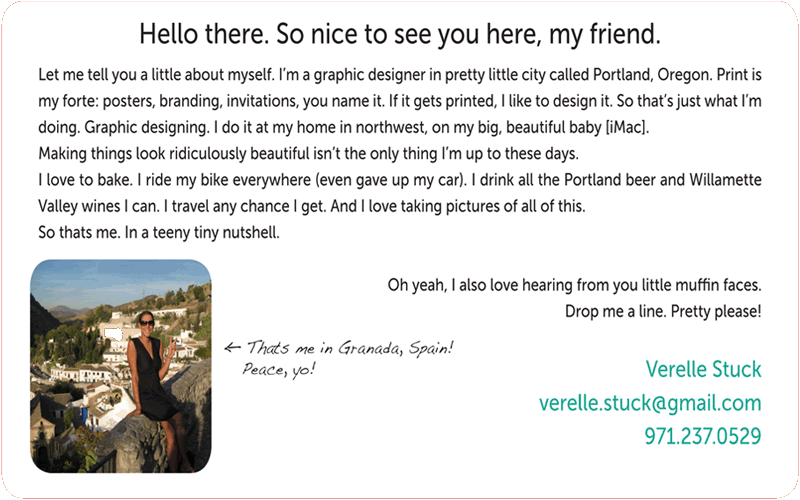 Hello there. So nice to see you here, my friend.
Let me tell you a little about myself. I'm a graphic designer in pretty little city called Portland, Oregon. Print is
my forte: posters, branding, invitations, you name it. If it gets printed, I like to design it. So that's just what I'm
doing. Graphic designing. I do it at my home in northwest, on my big, beautiful baby [iMac].
Making things look ridiculously beautiful isn't the only thing I'm up to these days.
I love to bake. I ride my bike everywhere (even gave up my car). I drink all the Portland beer and Willamette
Valley wines I can. I travel any chance I get. And I love taking pictures of all of this.
So thats me. In a teeny tiny nutshell.
Oh yeah, I also love hearing from you little muffin faces.
Drop me a line. Pretty please!
← Thats me in Granada, Spain!
Peace, yo!
Verelle Stuck
verelle.stuck@gmail.com
971.237.0529